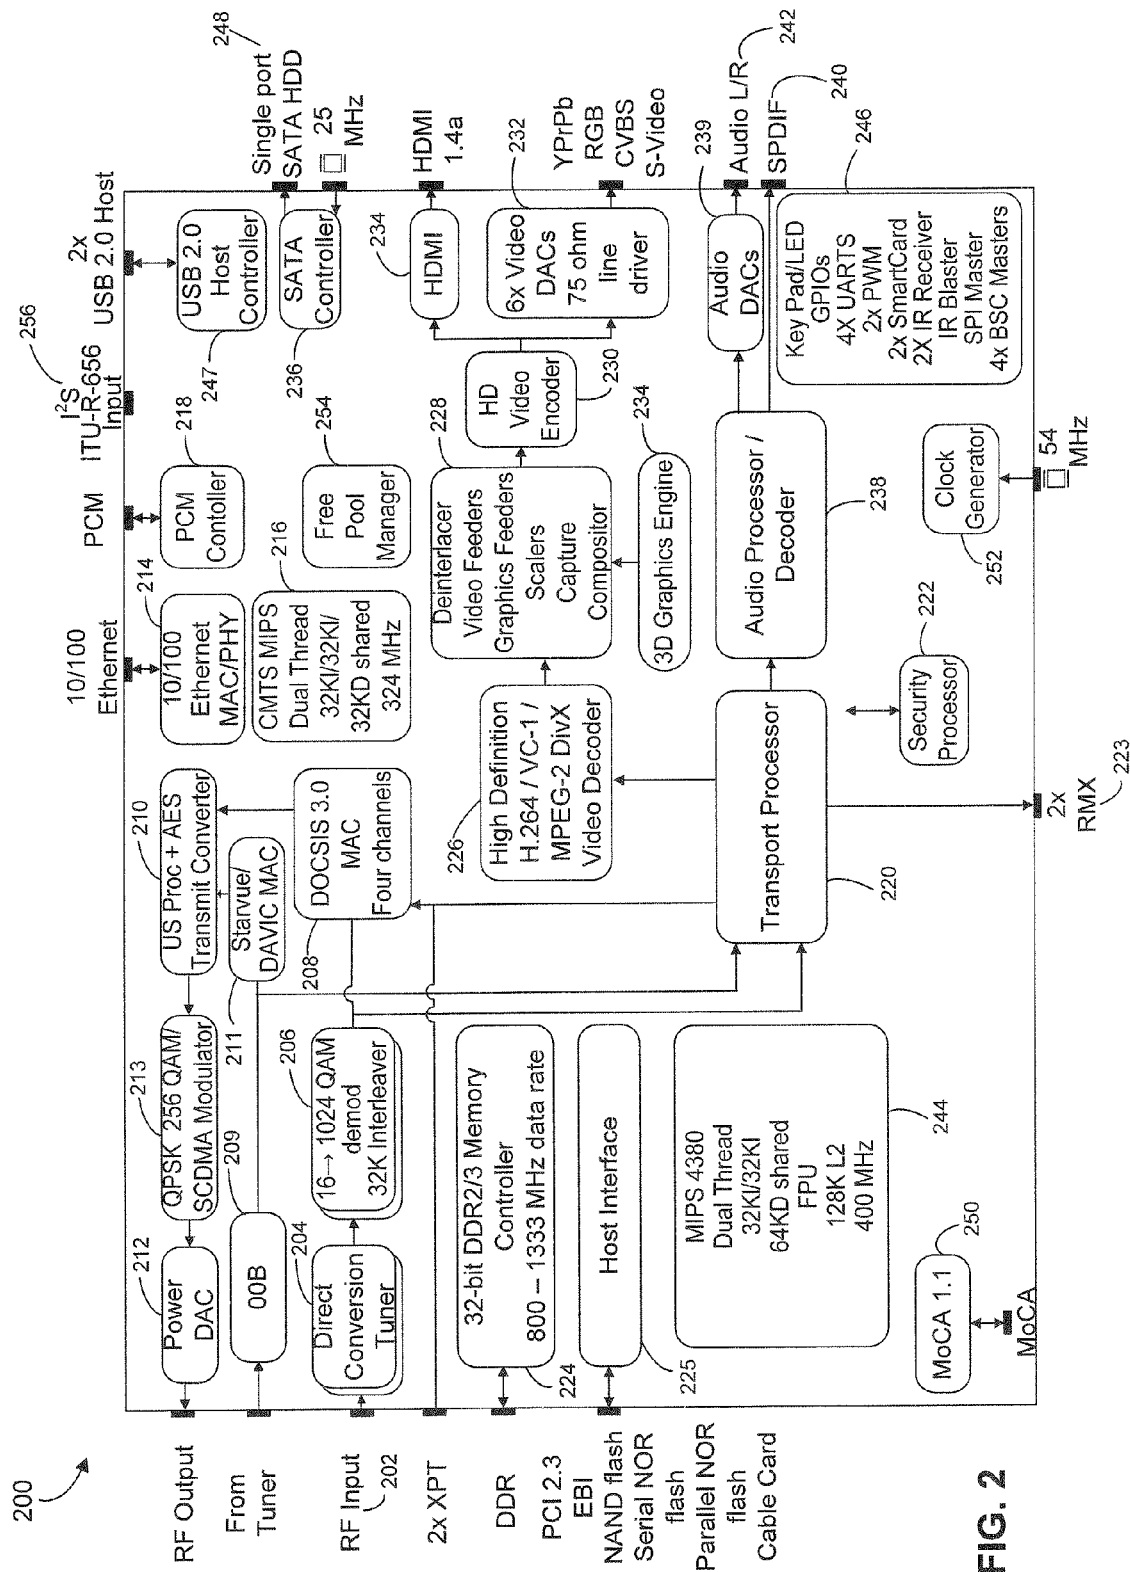 200
RF Output
From
Tuner
RF Input
202
2x XPT
DDR
PCI 2.3
EBI
NAND flash
Serial NOR
flash
Parallel NOR
flash
Cable Card
212
Power
DAC
213
QPSK 256 QAM/
SCDMA Modulator
210
US Proc + AES
Transmit Converter
209
00B
211
Starvue/
DAVIC MAC
204
Direct
Conversion
Tuner
206
16→1024 QAM
demod
32K Interleaver
208
DOCSIS 3.0
MAC
Four channels
10/100
Ethernet
214
10/100
Ethernet
MAC/PHY
216
CMTS MIPS
Dual Thread
32KI/32KI/
32KD shared
324 MHz
PCM
218
PCM
Contoller
254
Free
Pool
Manager
256
I²S
ITU-R-656
Input
2x
USB 2.0 Host
247
USB 2.0
Host
Controller
236
SATA
Controller
248
Single port
SATA HDD
25
MHz
32-bit DDR2/3 Memory
Controller
800 – 1333 MHz data rate
224
Host Interface
225
226
High Definition
H.264 / VC-1 /
MPEG-2 DivX
Video Decoder
228
Deinterlacer
Video Feeders
Graphics Feeders
Scalers
Capture
Compositor
HD
Video
Encoder
230
234
HDMI
HDMI
1.4a
232
6x Video
DACs
75 ohm
line
driver
YPrPb
RGB
CVBS
S-Video
234
3D Graphics Engine
MIPS 4380
Dual Thread
32KI/32KI
64KD shared
FPU
128K L2
400 MHz
244
Transport Processor
220
Audio Processor /
Decoder
238
239
Audio
DACs
Audio L/R
242
SPDIF
240
246
Key Pad/LED
GPIOs
4X UARTS
2x PWM
2x SmartCard
2X IR Receiver
IR Blaster
SPI Master
4x BSC Masters
250
MoCA 1.1
MoCA
222
Security
Processor
Clock
Generator
252
2x
RMX
223
54
MHz
FIG. 2